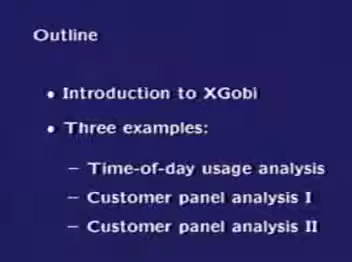 Outline
• Introduction to XGobi
• Three examples:
– Time-of-day usage analysis
– Customer panel analysis I
– Customer panel analysis II